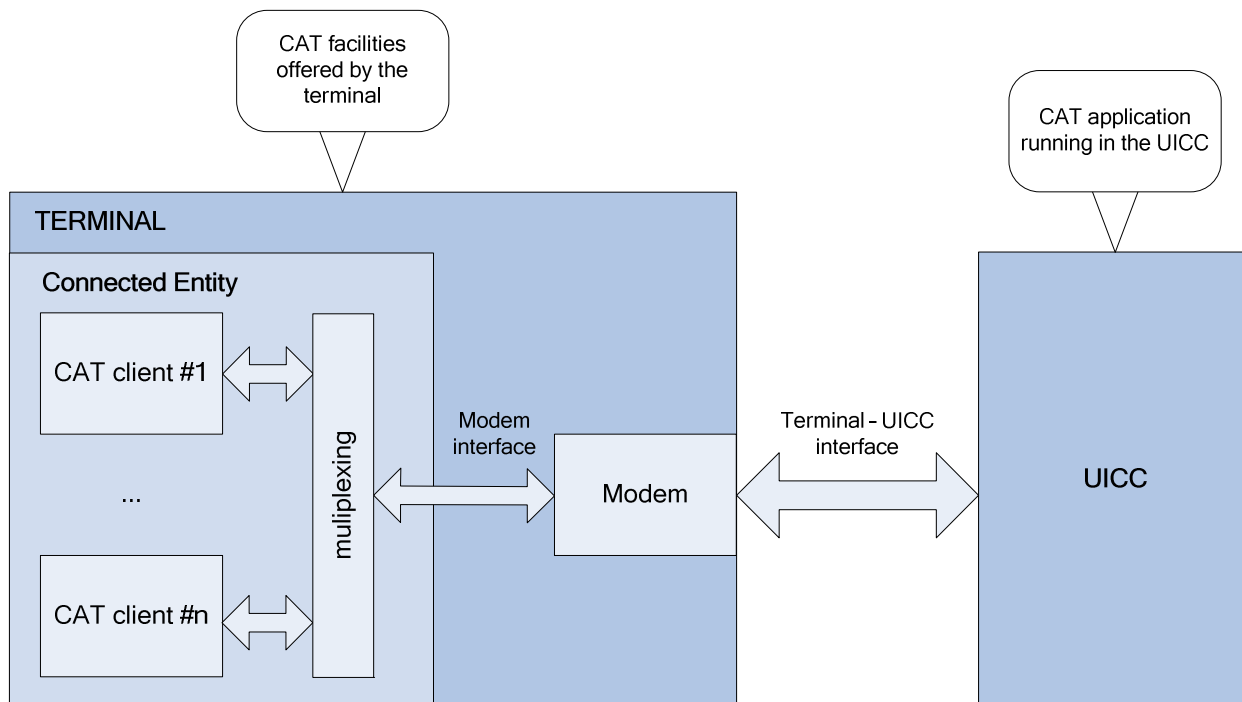 CAT facilities
offered by the
terminal
CAT application
running in the UICC
TERMINAL
Connected Entity
CAT client #1
...
CAT client #n
muliplexing
Modem
interface
Modem
Terminal - UICC
interface
UICC